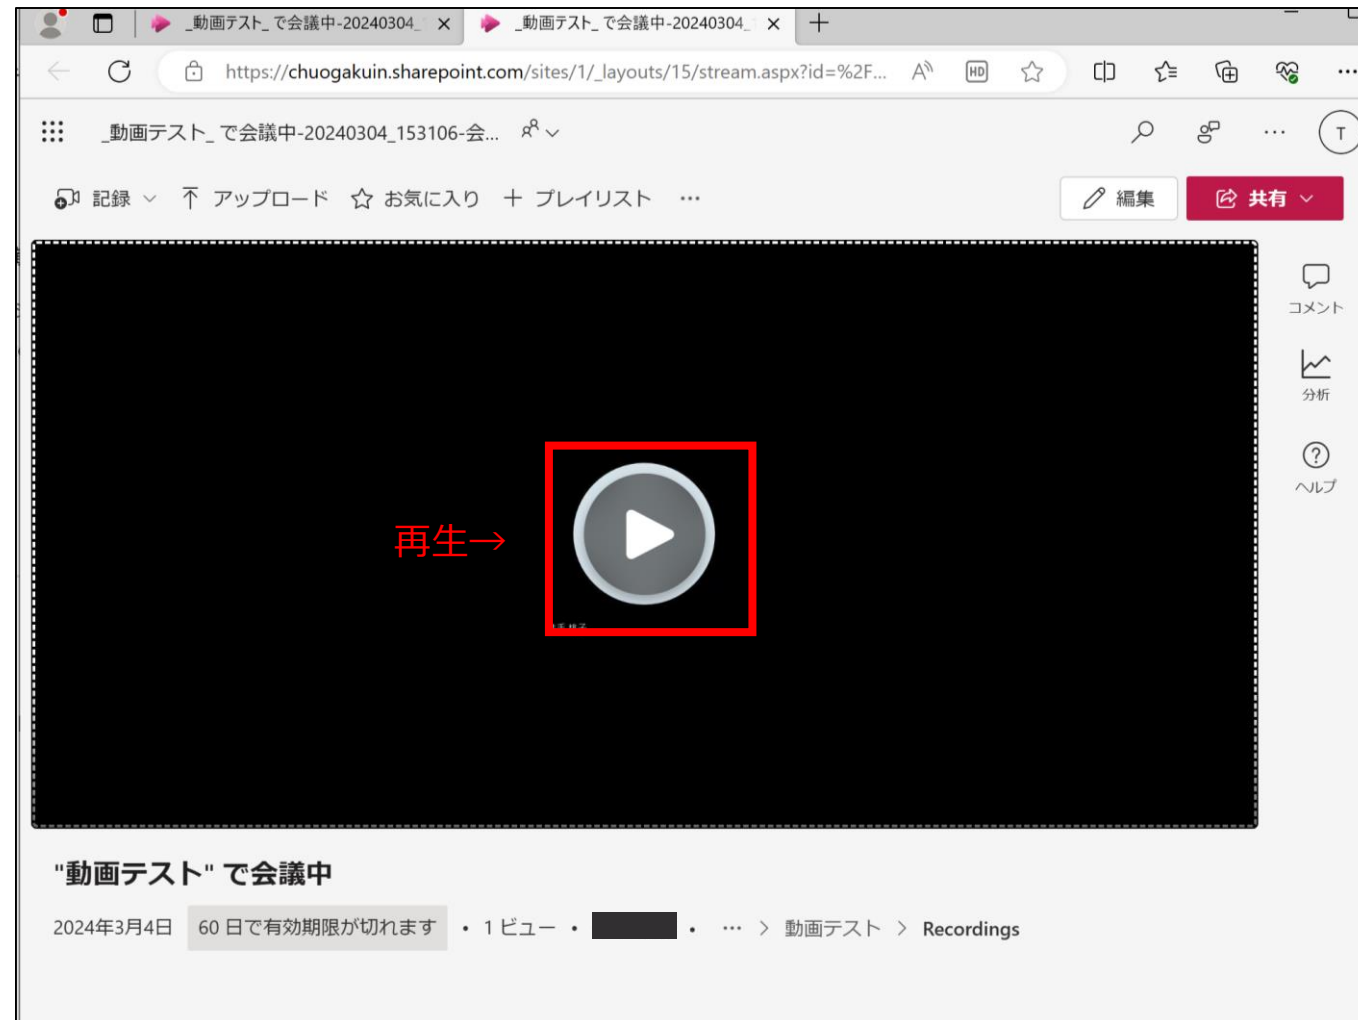 _動画テスト_ で会議中-20240304_ _動画テスト_ で会議中-20240304_
https://chuogakuin.sharepoint.com/sites/1/_layouts/15/stream.aspx?id=%2F... A HD
_動画テスト_ で会議中-20240304_153106-会... T
記録 アップロード お気に入り プレイリスト ... 編集 共有
コメント
分析
ヘルプ
再生→
"動画テスト" で会議中
2024年3月4日 60 日で有効期限が切れます • 1 ビュー • • ... > 動画テスト > Recordings